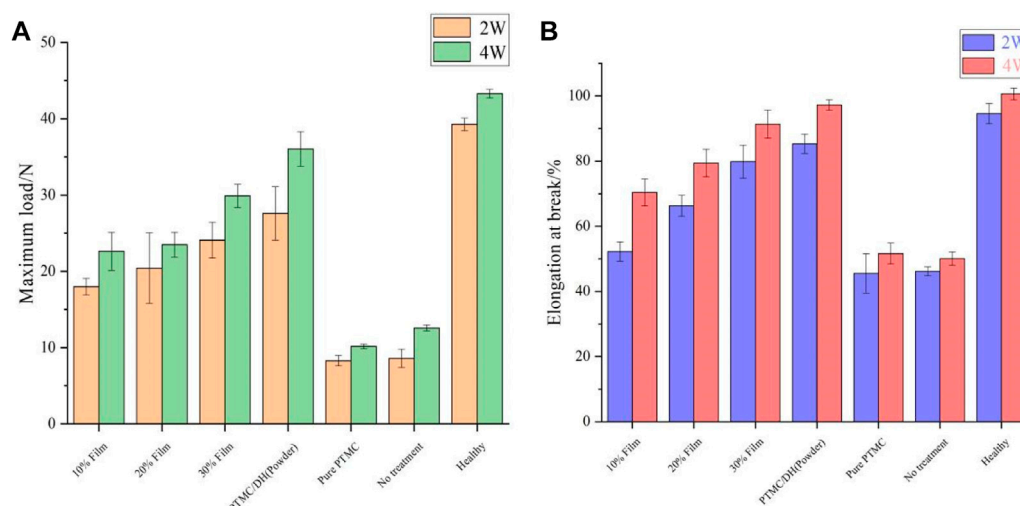 A
Maximum load/N
50
40
30
20
10
0
2W
4W
10% Film
20% Film
30% Film
PTMC/DH(Powder)
Pure PTMC
No treatment
Healthy
B
Elongation at break/%
100
80
60
40
20
0
2W
4W
10% Film
20% Film
30% Film
PTMC/DH(Powder)
Pure PTMC
No treatment
Healthy